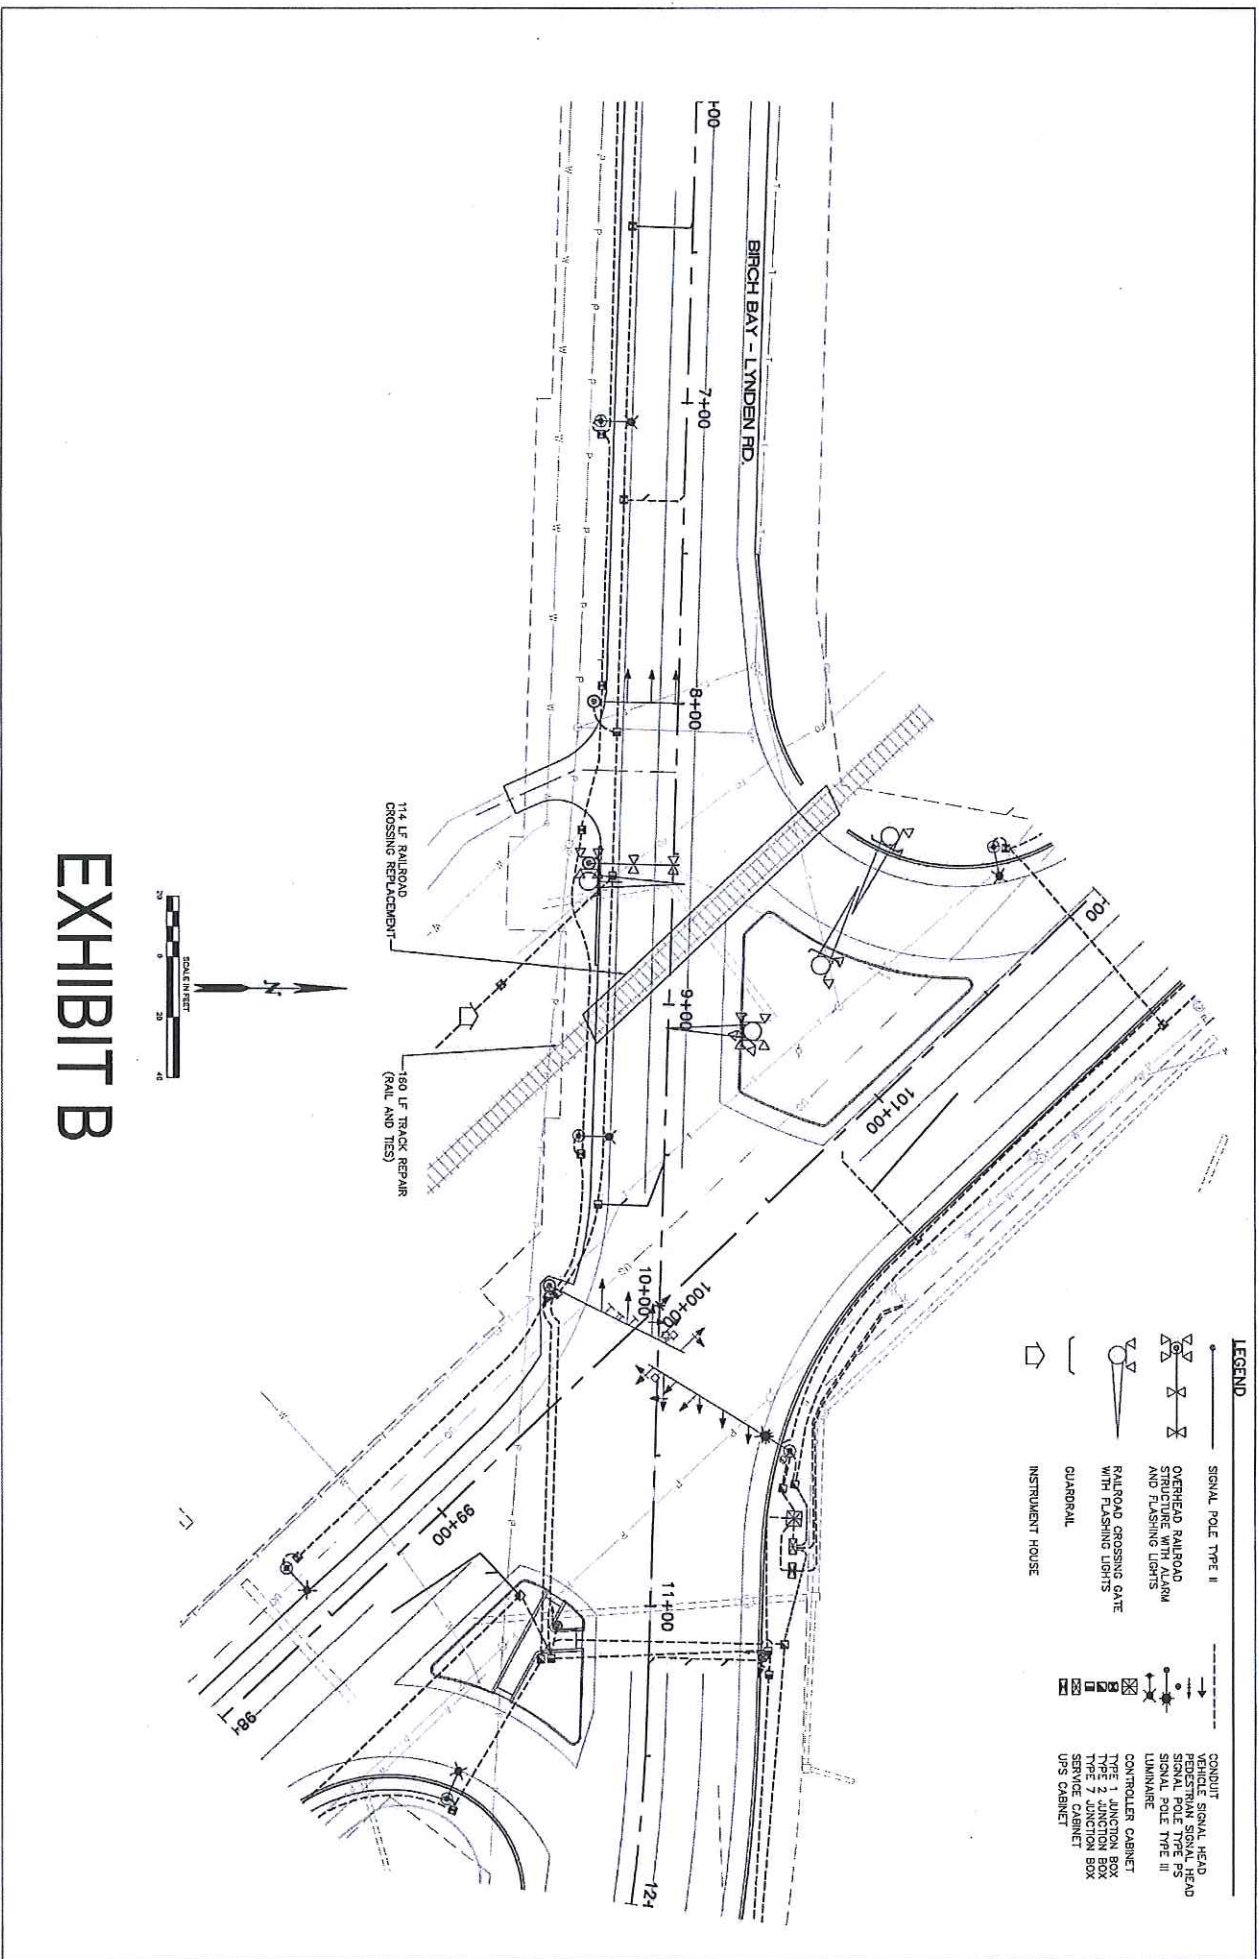 LEGEND
SIGNAL POLE TYPE II
OVERHEAD RAILROAD
STRUCTURE WITH ALARM
AND FLASHING LIGHTS
RAILROAD CROSSING GATE
WITH FLASHING LIGHTS
GUARDRAIL
INSTRUMENT HOUSE
CONDUIT
VEHICLE SIGNAL HEAD
PEDESTRIAN SIGNAL HEAD
SIGNAL POLE TYPE PS
SIGNAL POLE TYPE III
LUMINAIRE
CONTROLLER CABINET
TYPE 1 JUNCTION BOX
TYPE 2 JUNCTION BOX
TYPE 7 JUNCTION BOX
SERVICE CABINET
UPS CABINET
BIRCH BAY - LYNDEN RD.
+00
7+00
8+00
9+00
10+00
11+00
12+
+00
101+00
100+00
99+00
98+
114 LF RAILROAD
CROSSING REPLACEMENT
160 LF TRACK REPAIR
(RAIL AND TIES)
N
SCALE IN FEET
20 0 20 40
EXHIBIT B